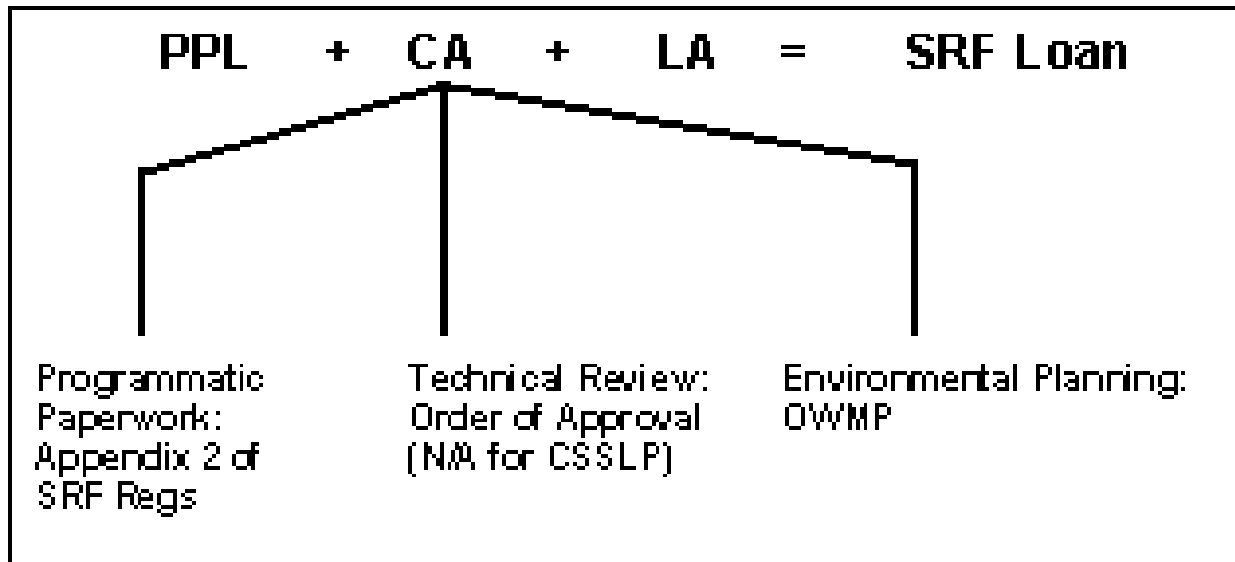 PPL + CA + LA = SRF Loan
Programmatic
Paperwork:
Appendix 2 of
SRF Regs
Technical Review:
Order of Approval
(N/A for CSSLP)
Environmental Planning:
OWMP